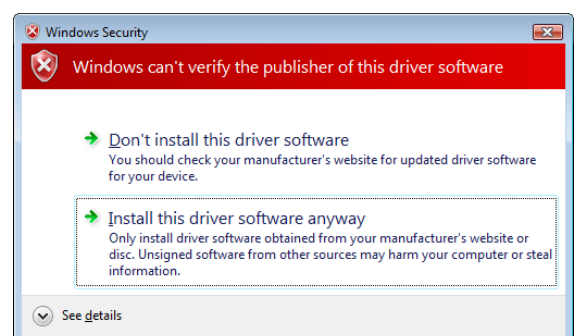 Windows Security
Windows can't verify the publisher of this driver software
Don't install this driver software
You should check your manufacturer's website for updated driver software
for your device.
Install this driver software anyway
Only install driver software obtained from your manufacturer's website or
disc. Unsigned software from other sources may harm your computer or steal
information.
See details